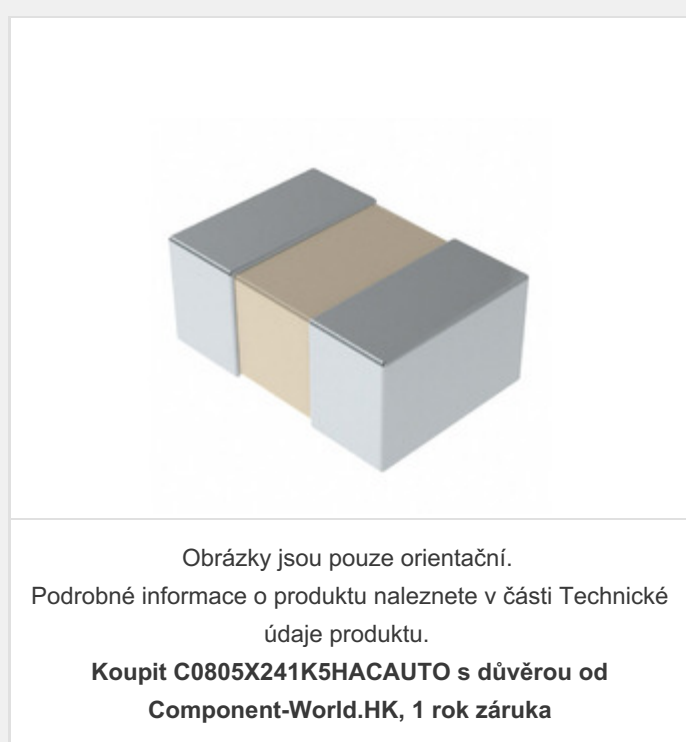 Obrázky jsou pouze orientační.
Podrobné informace o produktu naleznete v části Technické
údaje produktu.
Koupit C0805X241K5HACAUTO s důvěrou od
Component-World.HK, 1 rok záruka